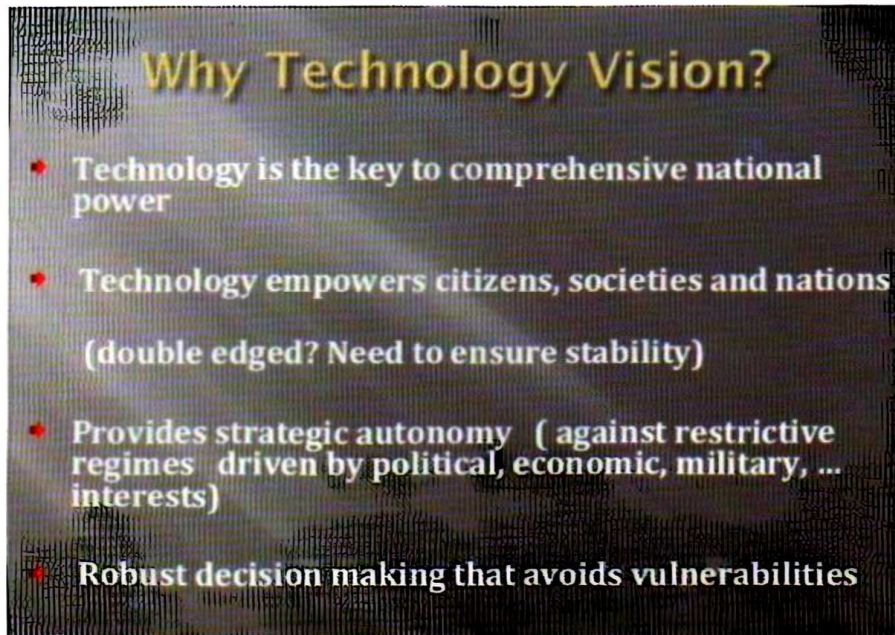 Why Technology Vision?
Technology is the key to comprehensive national
power
Technology empowers citizens, societies and nations
(double edged? Need to ensure stability)
Provides strategic autonomy ( against restrictive
regimes driven by political, economic, military, ...
interests)
Robust decision making that avoids vulnerabilities